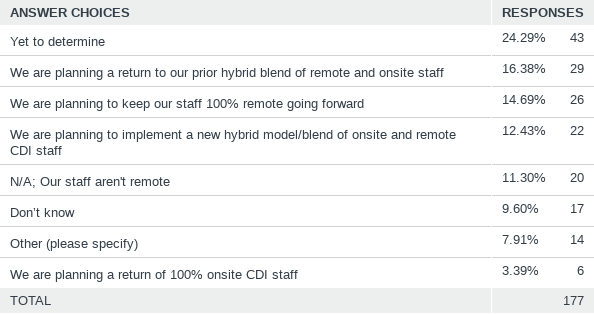 ANSWER CHOICES RESPONSES
Yet to determine 24.29% 43
We are planning a return to our prior hybrid blend of remote and onsite staff 16.38% 29
We are planning to keep our staff 100% remote going forward 14.69% 26
We are planning to implement a new hybrid model/blend of onsite and remote 12.43% 22
CDI staff
N/A; Our staff aren't remote 11.30% 20
Don’t know 9.60% 17
Other (please specify) 7.91% 14
We are planning a return of 100% onsite CDI staff 3.39% 6
TOTAL 177